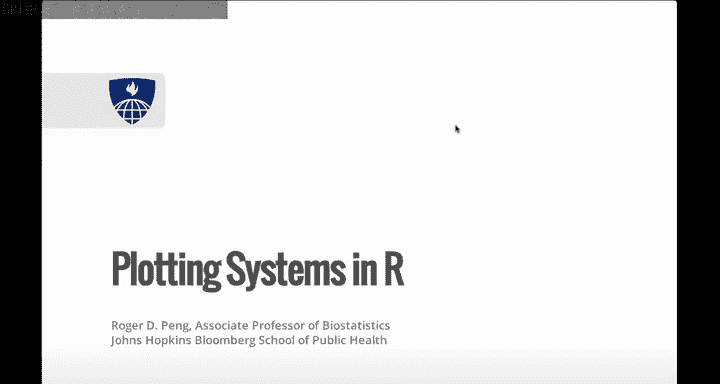 Plotting Systems in R
Roger D. Peng, Associate Professor of Biostatistics
Johns Hopkins Bloomberg School of Public Health